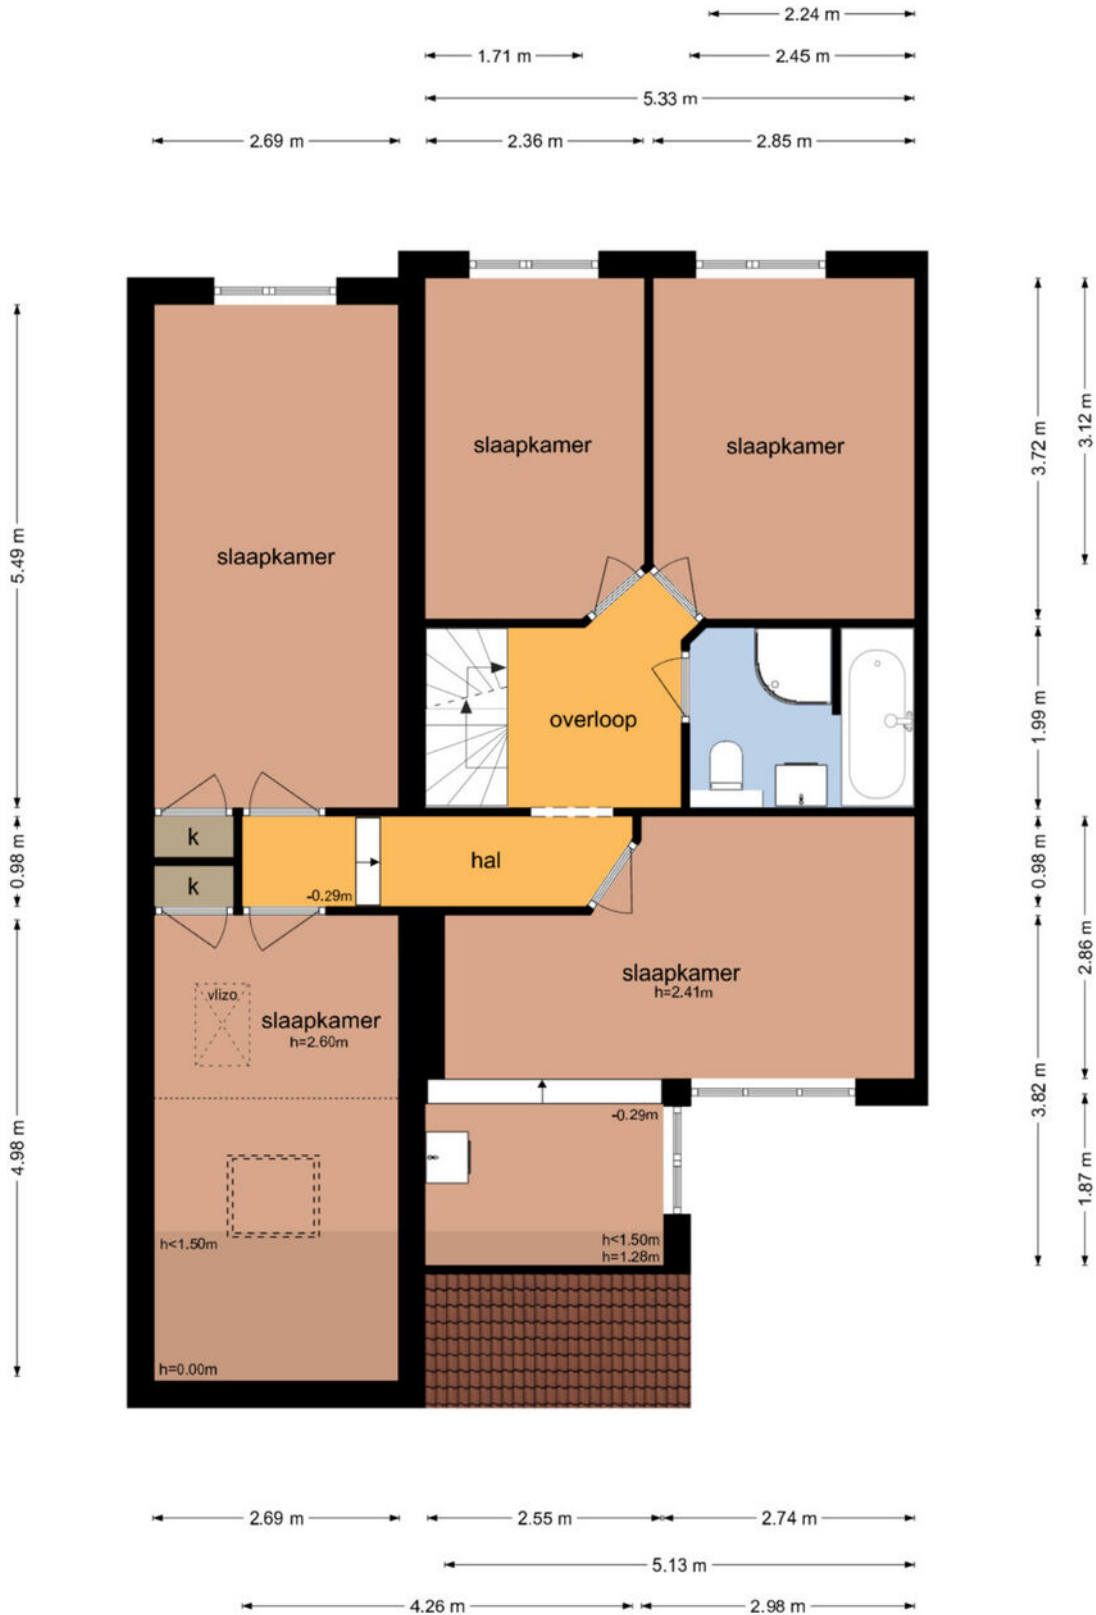 2.24 m
1.71 m
2.45 m
5.33 m
2.69 m
2.36 m
2.85 m
5.49 m
0.98 m
4.98 m
slaapkamer
slaapkamer
slaapkamer
overloop
k
k
hal
-0.29m
slaapkamer
h=2.41m
vlizo
slaapkamer
h=2.60m
-0.29m
h<1.50m
h<1.50m
h=1.28m
h=0.00m
3.72 m
3.12 m
1.99 m
0.98 m
2.86 m
3.82 m
1.87 m
2.69 m
2.55 m
2.74 m
5.13 m
4.26 m
2.98 m